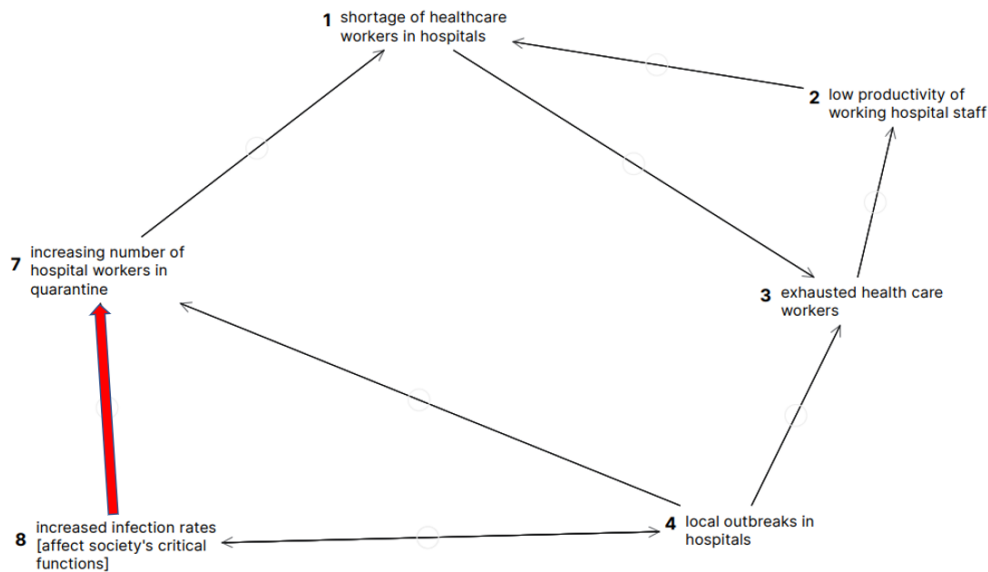 1 shortage of healthcare
workers in hospitals
2 low productivity of
working hospital staff
7 increasing number of
hospital workers in
quarantine
3 exhausted health care
workers
8 increased infection rates
[affect society's critical
functions]
4 local outbreaks in
hospitals